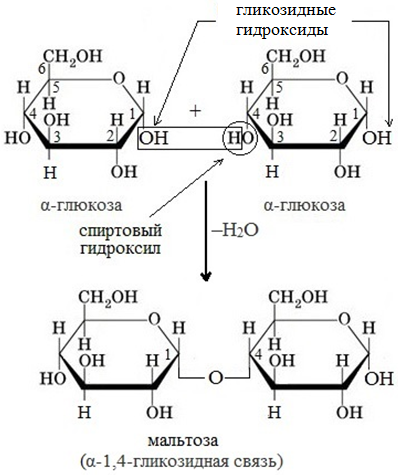 гликозидные
гидроксиды
CH₂OH CH₂OH
6 6
O O
H H H H
5 5
4 H 1 + 4 H 1
OH H OH H
HO 3 2 OH HO 3 2 OH
H OH H OH
α-глюкоза α-глюкоза
спиртовый
гидроксил
–H₂O
CH₂OH CH₂OH
O O
H H H H
H 1 4 H
OH H OH H
HO O OH
H OH H OH
мальтоза
(α-1,4-гликозидная связь)